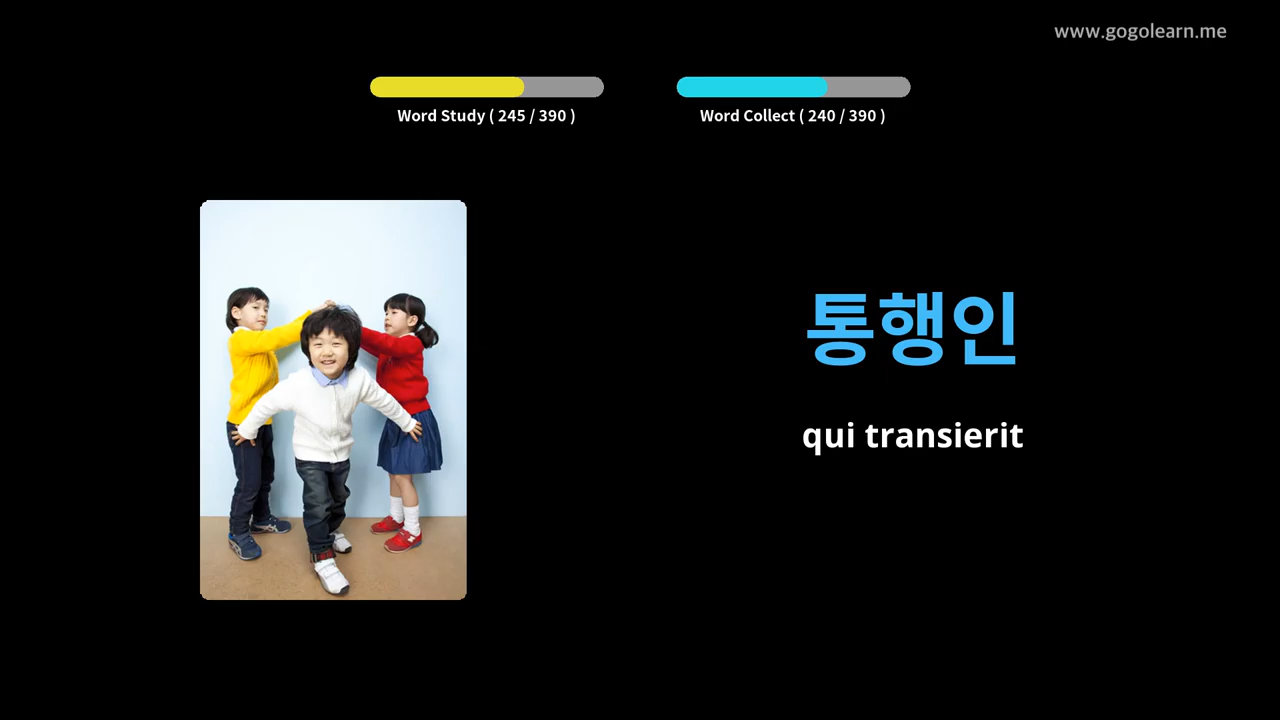 www.gogolearn.me
Word Study ( 245 / 390 )
Word Collect ( 240 / 390 )
통행인
qui transierit